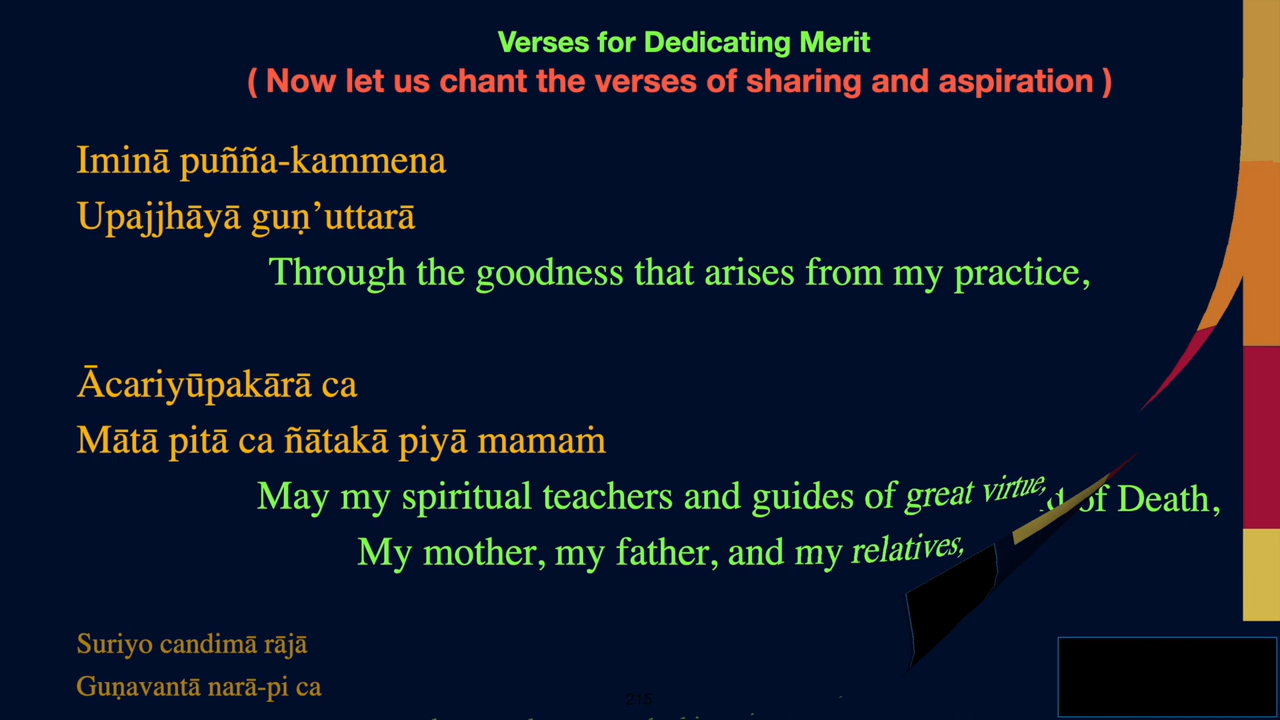 Verses for Dedicating Merit
( Now let us chant the verses of sharing and aspiration )
Iminā puñña-kammena
Upajjhāyā guṇ’uttarā
Through the goodness that arises from my practice,
Ācariyūpakārā ca
Mātā pitā ca ñātakā piyā mamaṁ
May my spiritual teachers and guides of great virtue,
of Death,
My mother, my father, and my relatives,
Suriyo candimā rājā
Guṇavantā narā-pi ca
215